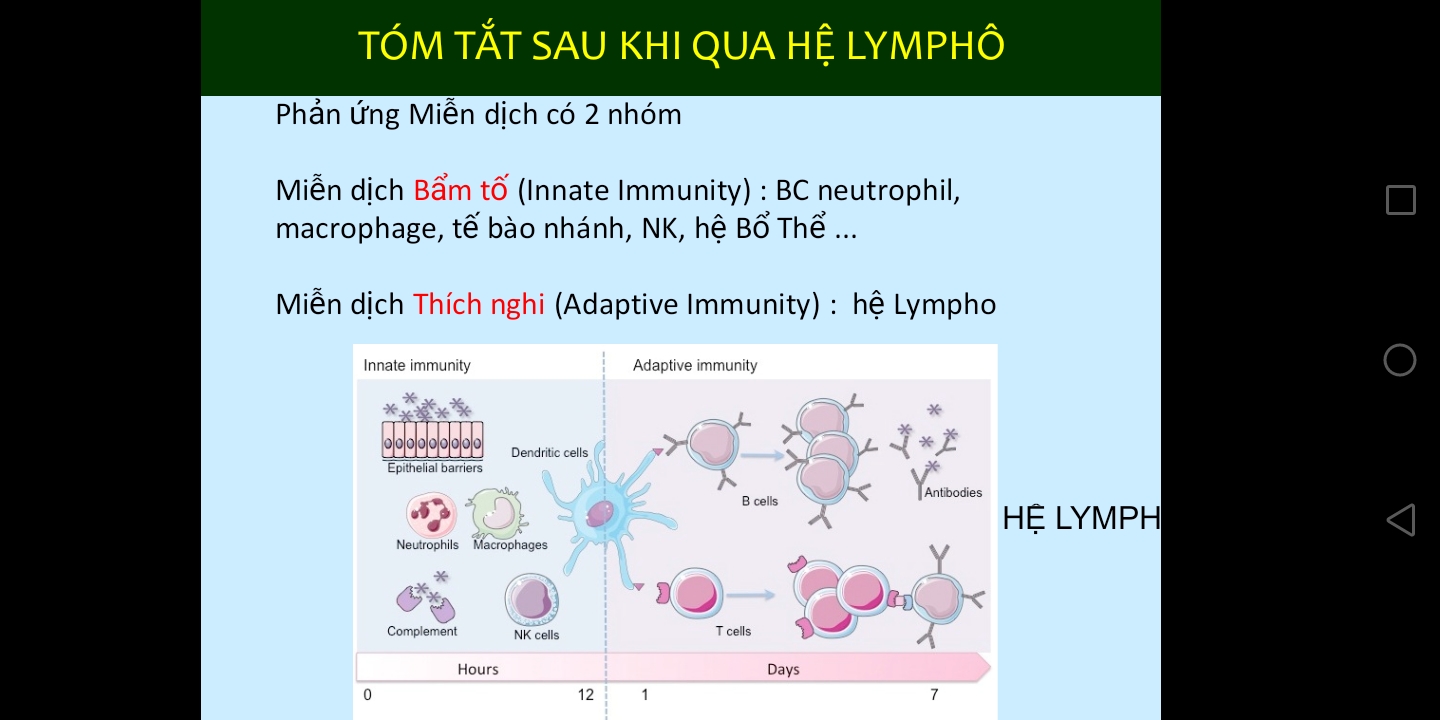 TÓM TẮT SAU KHI QUA HỆ LYMPHÔ
Phản ứng Miễn dịch có 2 nhóm
Miễn dịch Bẩm tố (Innate Immunity) : BC neutrophil,
macrophage, tế bào nhánh, NK, hệ Bổ Thể ...
Miễn dịch Thích nghi (Adaptive Immunity) : hệ Lympho
Innate immunity
Adaptive immunity
Epithelial barriers
Dendritic cells
B cells
Antibodies
HỆ LYMPH
Neutrophils
Macrophages
Complement
NK cells
T cells
Hours
Days
0
12
1
7